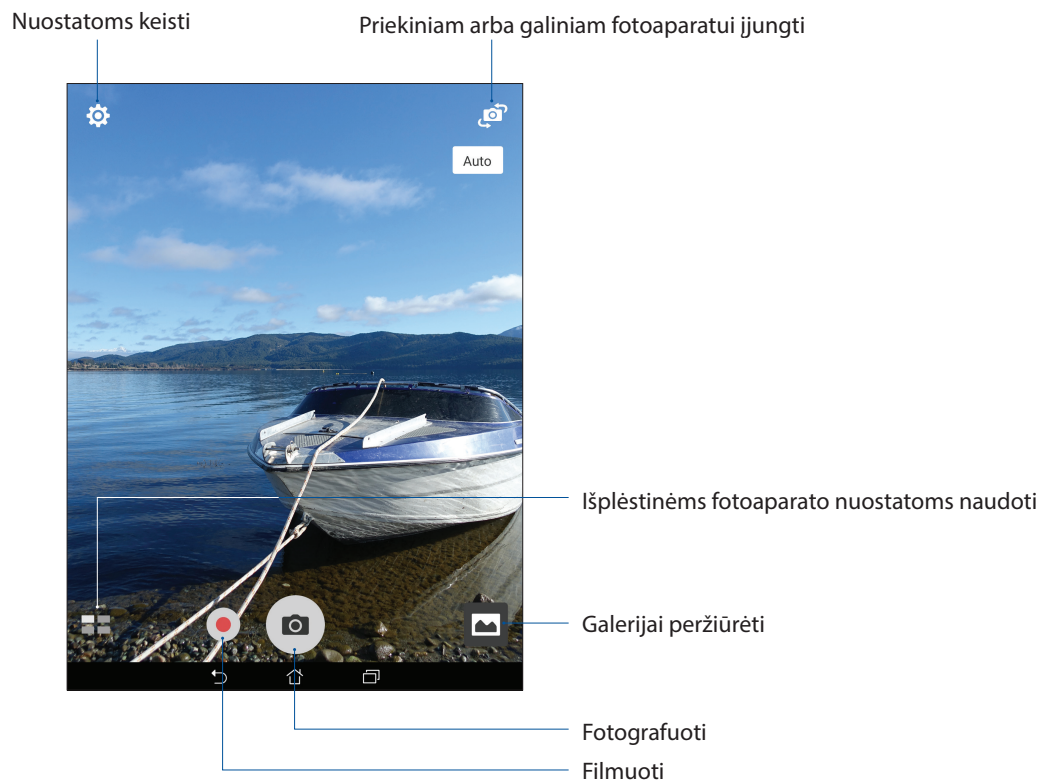 Nuostatoms keisti
Priekiniam arba galiniam fotoaparatui įjungti
Auto
Išplėstinėms fotoaparato nuostatoms naudoti
Galerijai peržiūrėti
Fotografuoti
Filmuoti